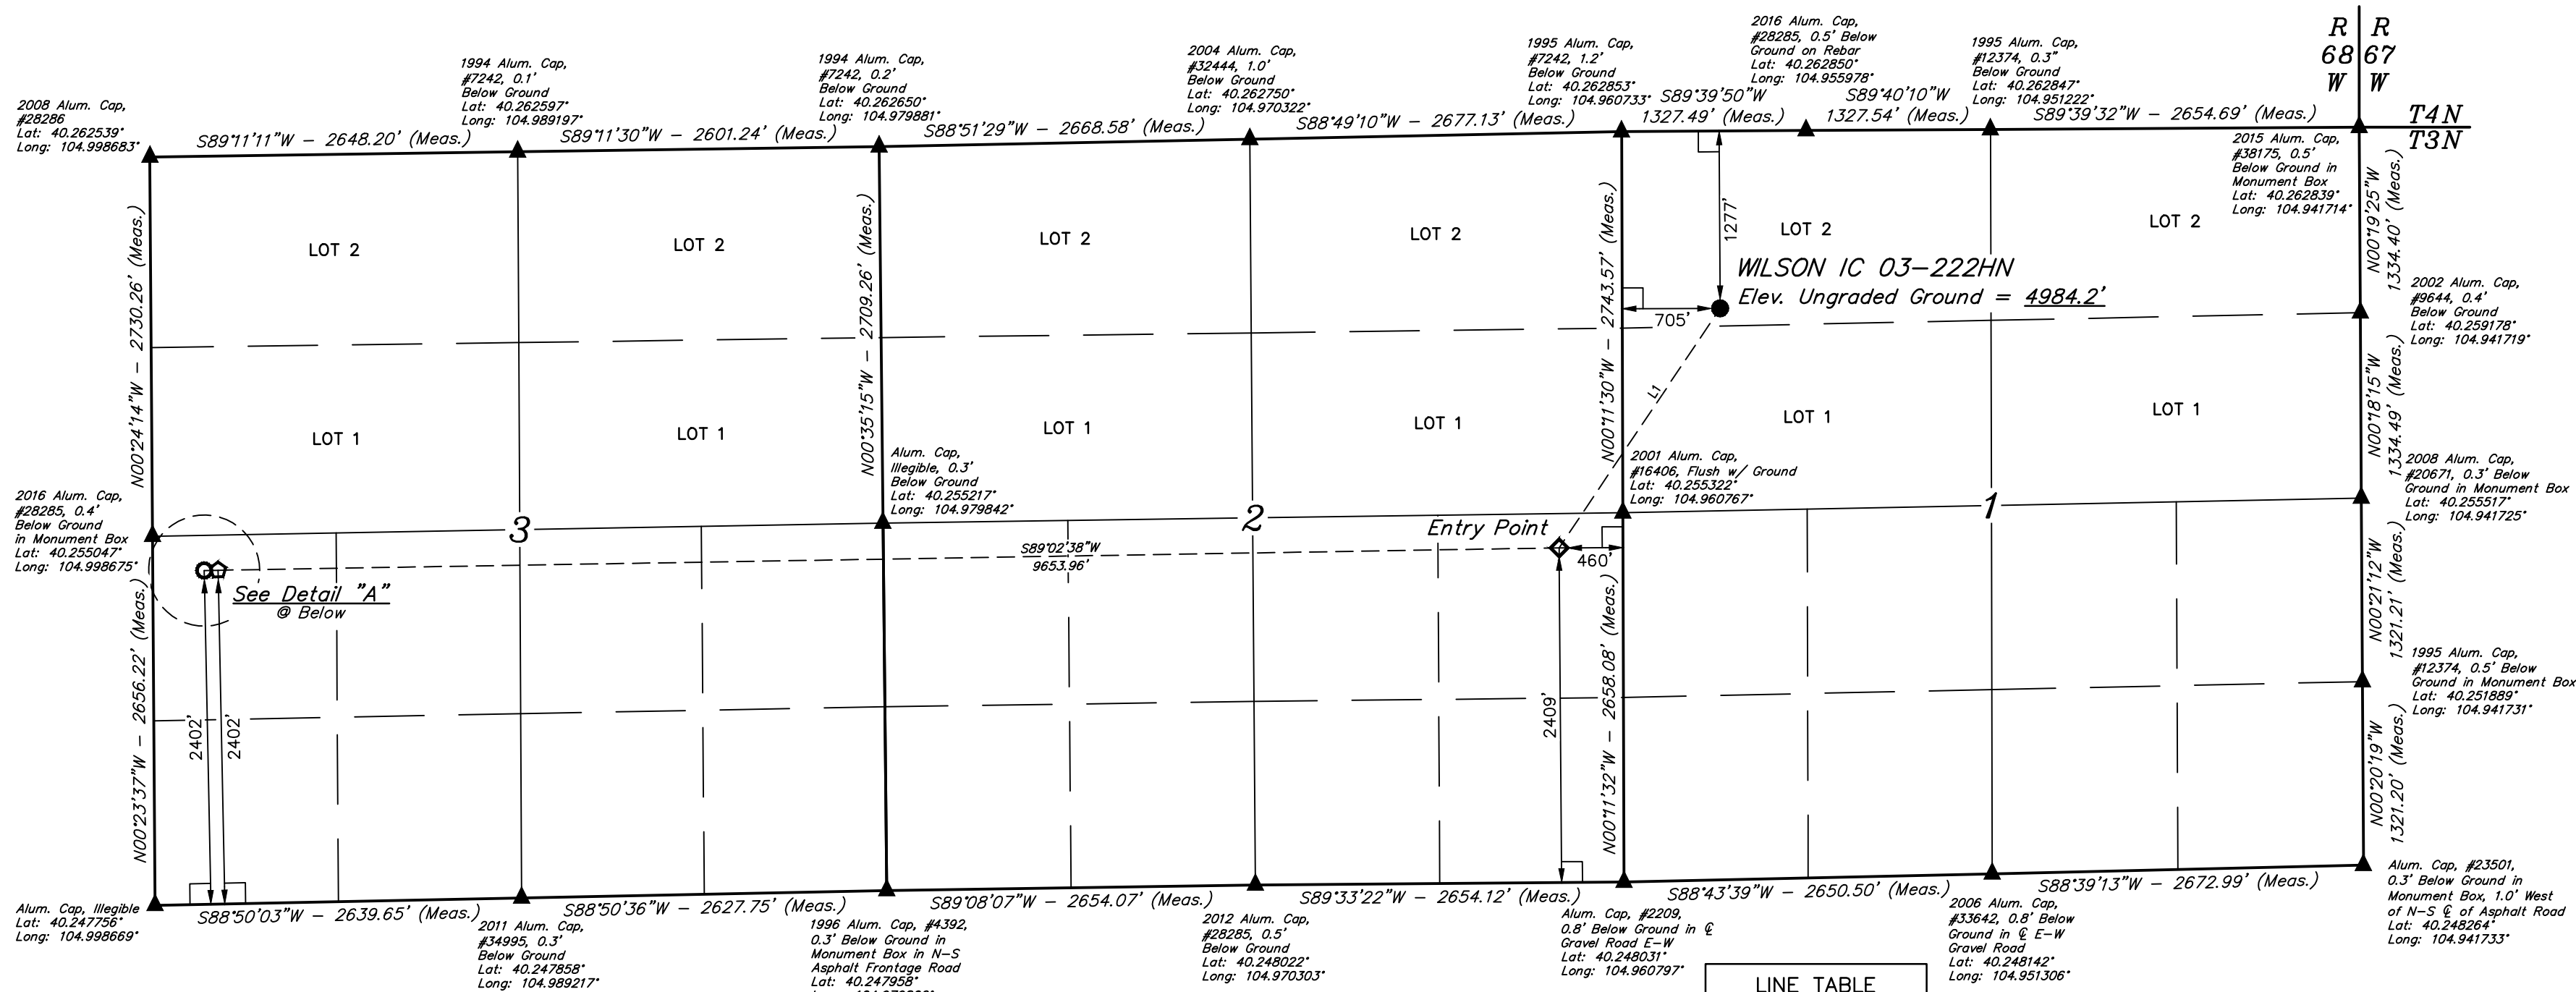 R R
68 67
W W
T4N
T3N
2008 Alum. Cap,
#28286
Lat: 40.262539°
Long: 104.998683°
1994 Alum. Cap,
#7242, 0.1'
Below Ground
Lat: 40.262597°
Long: 104.989197°
1994 Alum. Cap,
#7242, 0.2'
Below Ground
Lat: 40.262650°
Long: 104.979881°
2004 Alum. Cap,
#32444, 1.0'
Below Ground
Lat: 40.262750°
Long: 104.970322°
1995 Alum. Cap,
#7242, 1.2'
Below Ground
Lat: 40.262853°
Long: 104.960733°
2016 Alum. Cap,
#28285, 0.5' Below
Ground on Rebar
Lat: 40.262850°
Long: 104.955978°
1995 Alum. Cap,
#12374, 0.3"
Below Ground
Lat: 40.262847°
Long: 104.951222°
S89°11'11"W - 2648.20' (Meas.)
S89°11'30"W - 2601.24' (Meas.)
S88°51'29"W - 2668.58' (Meas.)
S88°49'10"W - 2677.13' (Meas.)
S89°39'50"W
1327.49' (Meas.)
S89°40'10"W
1327.54' (Meas.)
S89°39'32"W - 2654.69' (Meas.)
2015 Alum. Cap,
#38175, 0.5'
Below Ground in
Monument Box
Lat: 40.262839°
Long: 104.941714°
N00°24'14"W - 2730.26' (Meas.)
N00°35'15"W - 2709.26' (Meas.)
N00°11'30"W - 2743.57' (Meas.)
N00°19'25"W
1334.40' (Meas.)
LOT 2
LOT 2
LOT 2
LOT 2
LOT 2
LOT 2
1277'
WILSON IC 03-222HN
Elev. Ungraded Ground = 4984.2'
705'
2002 Alum. Cap,
#9644, 0.4'
Below Ground
Lat: 40.259178°
Long: 104.941719°
N00°18'15"W
1334.49' (Meas.)
L1
LOT 1
LOT 1
LOT 1
LOT 1
LOT 1
LOT 1
Alum. Cap,
Illegible, 0.3'
Below Ground
Lat: 40.255217°
Long: 104.979842°
2001 Alum. Cap,
#16406, Flush w/ Ground
Lat: 40.255322°
Long: 104.960767°
2008 Alum. Cap,
#20671, 0.3' Below
Ground in Monument Box
Lat: 40.255517°
Long: 104.941725°
2016 Alum. Cap,
#28285, 0.4'
Below Ground
in Monument Box
Lat: 40.255047°
Long: 104.998675°
3
2
1
Entry Point
460'
S89°02'38"W
9653.96'
See Detail "A"
@ Below
N00°23'37"W - 2656.22' (Meas.)
N00°11'32"W - 2658.08' (Meas.)
N00°21'12"W
1321.21' (Meas.)
2402'
2402'
2409'
1995 Alum. Cap,
#12374, 0.5' Below
Ground in Monument Box
Lat: 40.251889°
Long: 104.941731°
N00°20'19"W
1321.20' (Meas.)
S88°50'03"W - 2639.65' (Meas.)
S88°50'36"W - 2627.75' (Meas.)
S89°08'07"W - 2654.07' (Meas.)
S89°33'22"W - 2654.12' (Meas.)
S88°43'39"W - 2650.50' (Meas.)
S88°39'13"W - 2672.99' (Meas.)
Alum. Cap, Illegible
Lat: 40.247756°
Long: 104.998669°
2011 Alum. Cap,
#34995, 0.3'
Below Ground
Lat: 40.247858°
Long: 104.989217°
1996 Alum. Cap, #4392,
0.3' Below Ground in
Monument Box in N-S
Asphalt Frontage Road
Lat: 40.247958°
2012 Alum. Cap,
#28285, 0.5'
Below Ground
Lat: 40.248022°
Long: 104.970303°
Alum. Cap, #2209,
0.8' Below Ground in ℄
Gravel Road E-W
Lat: 40.248031°
Long: 104.960797°
2006 Alum. Cap,
#33642, 0.8' Below
Ground in ℄ E-W
Gravel Road
Lat: 40.248142°
Long: 104.951306°
Alum. Cap, #23501,
0.3' Below Ground in
Monument Box, 1.0' West
of N-S ℄ of Asphalt Road
Lat: 40.248264°
Long: 104.941733°
LINE TABLE